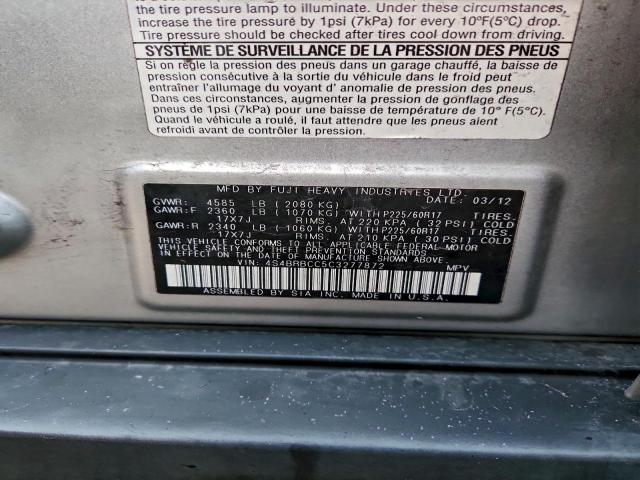 the tire pressure lamp to illuminate. Under these circumstances,
increase the tire pressure by 1psi (7kPa) for every 10°F(5°C) drop.
Tire pressure should be checked after tires cool down from driving.
SYSTÈME DE SURVEILLANCE DE LA PRESSION DES PNEUS
Si on règle la pression des pneus dans un garage chauffé, la baisse de
pression consécutive à la sortie du véhicule dans le froid peut
entraîner l'allumage du voyant d' anomalie de pression des pneus.
Dans ces circonstances, augmenter la pression de gonflage des
pneus de 1psi (7kPa) pour une baisse de température de 10° F(5°C).
Quand le véhicule a roulé, il faut attendre que les pneus aient
refroidi avant de contrôler la pression.
MFD BY FUJI HEAVY INDUSTRIES LTD. DATE: 03/12
GVWR: 4585 LB (2080 KG)
GAWR:F 2360 LB (1070 KG) WITH P225/60R17 TIRES.
17X7J RIMS. AT 220 KPA (32 PSI) COLD
GAWR:R 2340 LB (1060 KG) WITH P225/60R17 TIRES.
17X7J RIMS. AT 210 KPA (30 PSI) COLD
THIS VEHICLE CONFORMS TO ALL APPLICABLE FEDERAL MOTOR
VEHICLE SAFETY AND THEFT PREVENTION STANDARDS
IN EFFECT ON THE DATE OF MANUFACTURE SHOWN ABOVE.
VIN: 4S4BRBCC5C3277872 MPV
ASSEMBLED BY SIA INC. MADE IN U.S.A.